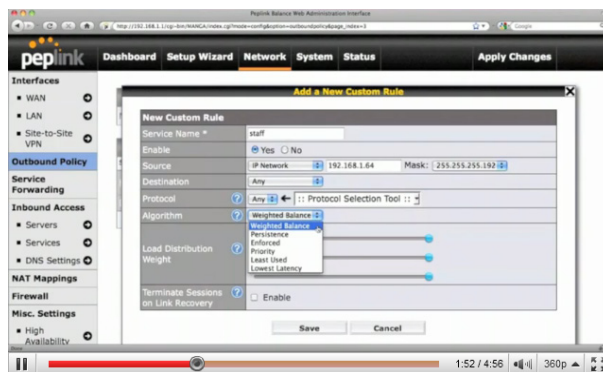 Peplink Balance Web Administration Interface
http://192.168.1.1/cgi-bin/MANGA/index.cgi?mode=config&option=outboundpolicy&page_index=3
Google
peplink
Dashboard Setup Wizard Network System Status Apply Changes
Interfaces
WAN
LAN
Site-to-Site
VPN
Outbound Policy
Service
Forwarding
Inbound Access
Servers
Services
DNS Settings
NAT Mappings
Firewall
Misc. Settings
High
Availability
Add a New Custom Rule
New Custom Rule
Service Name * staff
Enable Yes No
Source IP Network 192.168.1.64 Mask: 255.255.255.192
Destination Any
Protocol Any :: Protocol Selection Tool ::
Algorithm Weighted Balance
Weighted Balance
Persistence
Enforced
Priority
Least Used
Lowest Latency
Load Distribution
Weight
Terminate Sessions
on Link Recovery
Enable
Save Cancel
1:52 / 4:56 360p